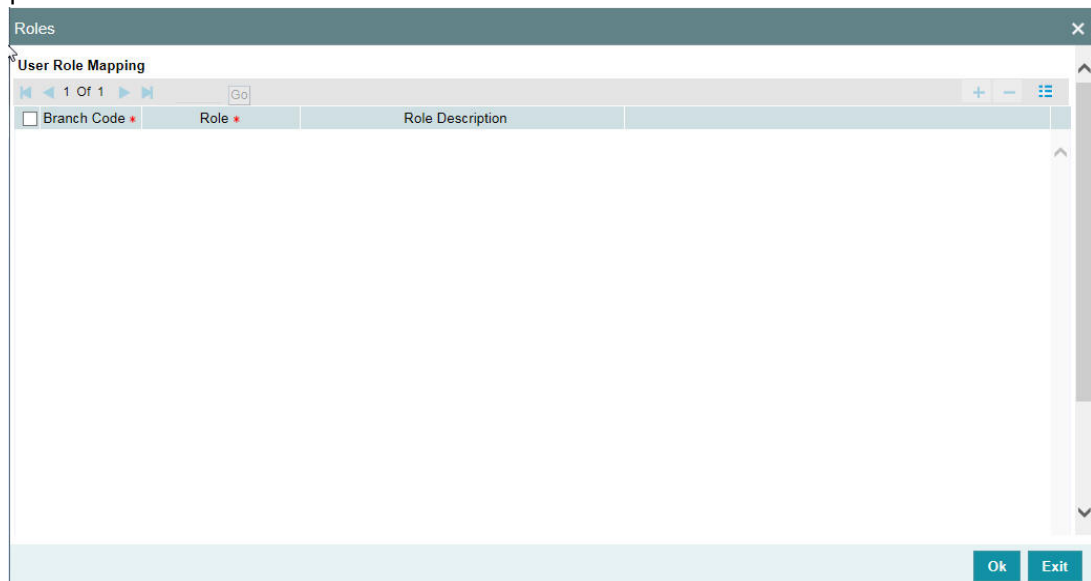 Roles
User Role Mapping
1 Of 1 Go
Branch Code * Role * Role Description
Ok Exit